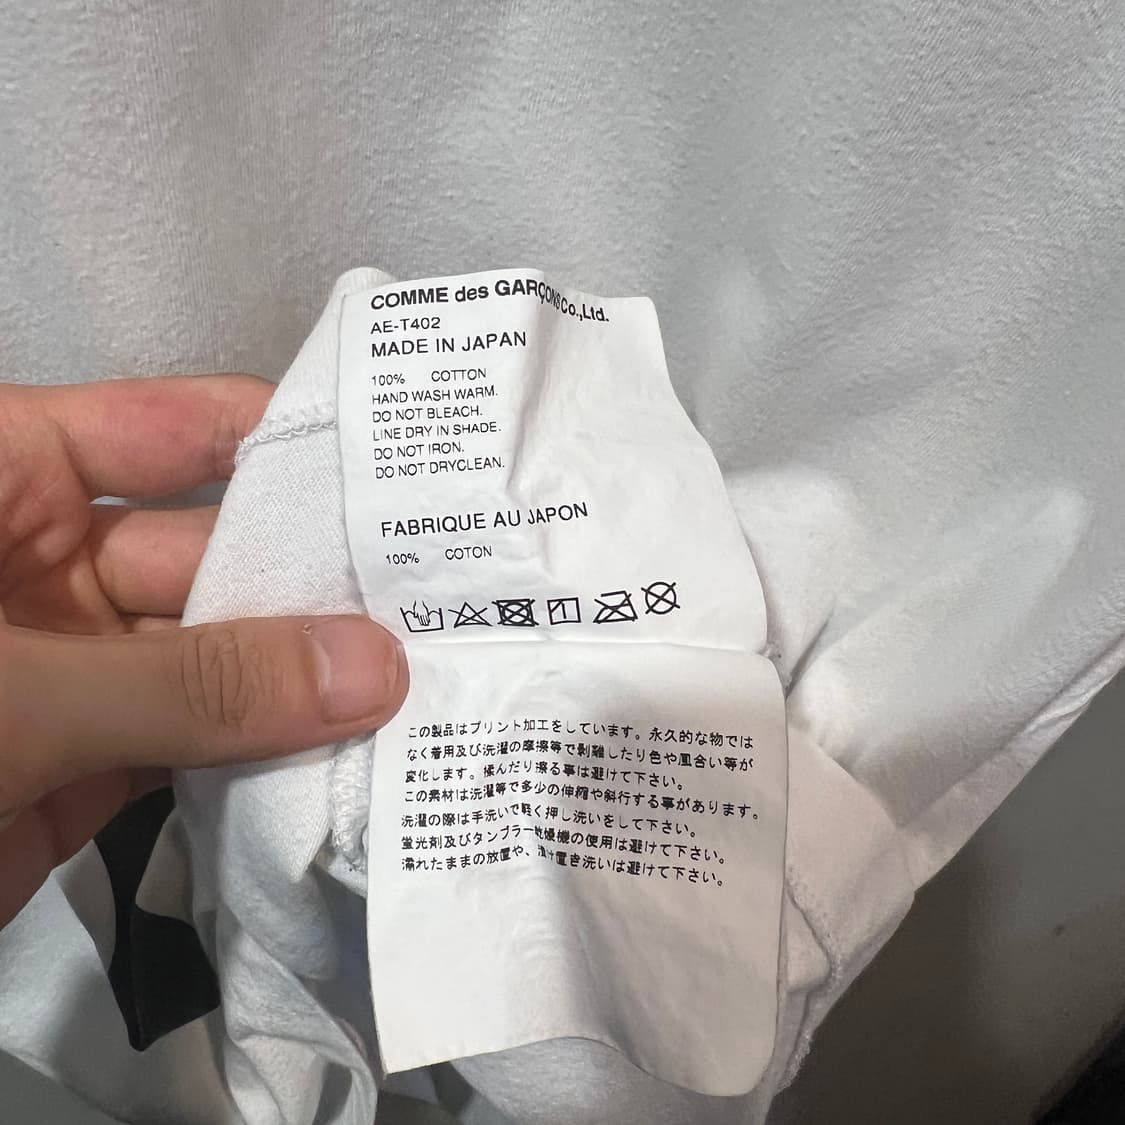 COMME des GARÇONS Co.,Ltd.
AE-T402
MADE IN JAPAN
100% COTTON
HAND WASH WARM.
DO NOT BLEACH.
LINE DRY IN SHADE.
DO NOT IRON.
DO NOT DRYCLEAN.
FABRIQUE AU JAPON
100% COTON
この製品はプリント加工をしています。永久的な物では
なく着用及び洗濯の摩擦等で剥離したり色や風合い等が
変化します。揉んだり擦る事は避けて下さい。
この素材は洗濯等で多少の伸縮や斜行する事があります。
洗濯の際は手洗いで軽く押し洗いをして下さい。
蛍光剤及びタンブラー乾燥機の使用は避けて下さい。
濡れたままの放置や、漬け置き洗いは避けて下さい。